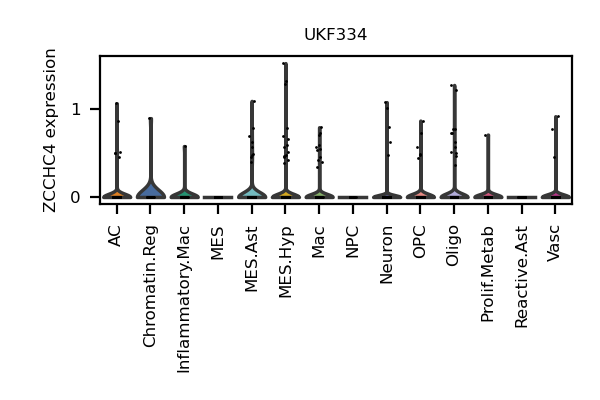 UKF334
ZCCHC4 expression
1
0
AC
Chromatin.Reg
Inflammatory.Mac
MES
MES.Ast
MES.Hyp
Mac
NPC
Neuron
OPC
Oligo
Prolif.Metab
Reactive.Ast
Vasc